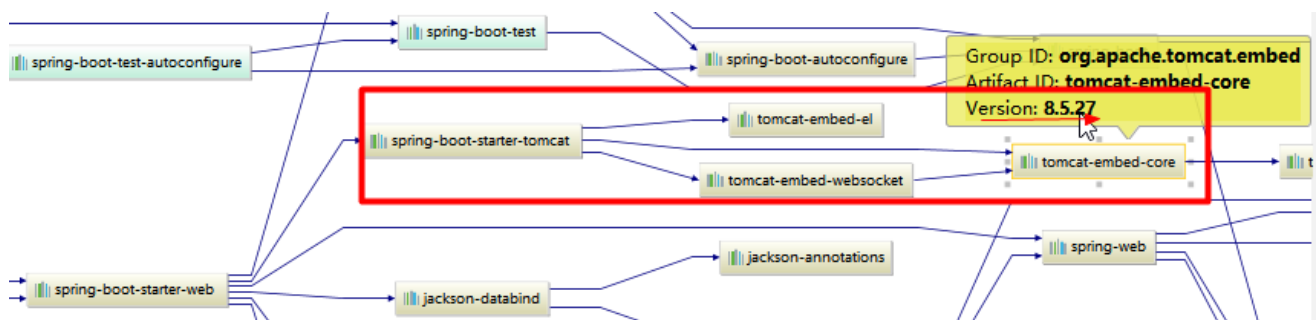 spring-boot-test
spring-boot-test-autoconfigure
spring-boot-autoconfigure
Group ID: org.apache.tomcat.embed
Artifact ID: tomcat-embed-core
Version: 8.5.27
tomcat-embed-el
spring-boot-starter-tomcat
tomcat-embed-core
t
tomcat-embed-websocket
spring-web
jackson-annotations
spring-boot-starter-web
jackson-databind